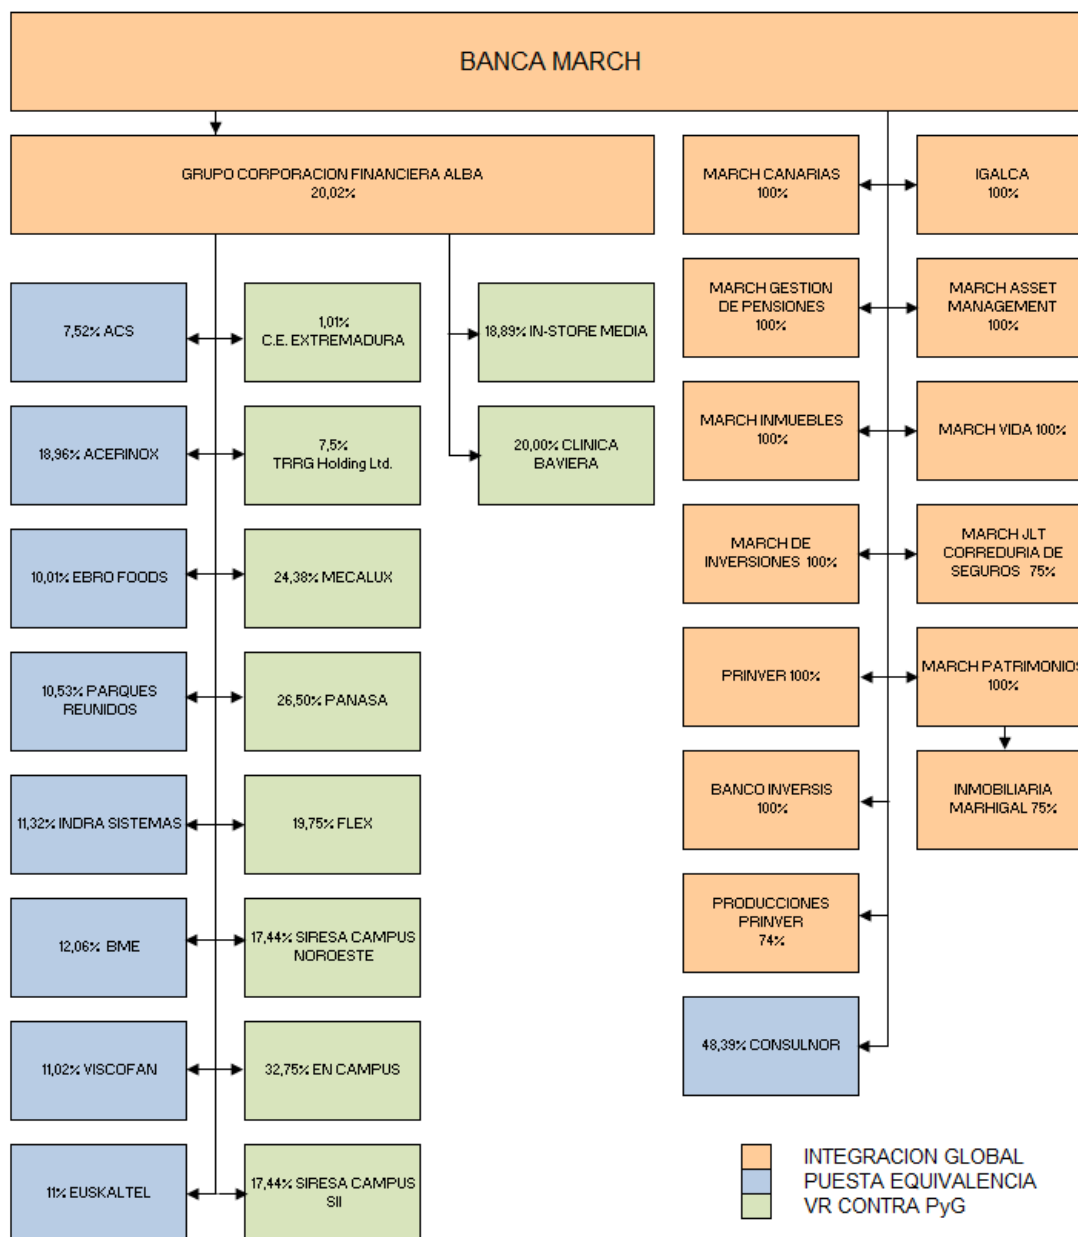 BANCA MARCH
GRUPO CORPORACION FINANCIERA ALBA
20,02%
7,52% ACS
1,01%
C.E. EXTREMADURA
18,89% IN-STORE MEDIA
18,96% ACERINOX
7,5%
TRRG Holding Ltd.
20,00% CLINICA
BAVIERA
10,01% EBRO FOODS
24,38% MECALUX
10,53% PARQUES
REUNIDOS
26,50% PANASA
11,32% INDRA SISTEMAS
19,75% FLEX
12,06% BME
17,44% SIRESA CAMPUS
NOROESTE
11,02% VISCOFAN
32,75% EN CAMPUS
11% EUSKALTEL
17,44% SIRESA CAMPUS
SII
MARCH CANARIAS
100%
IGALCA
100%
MARCH GESTION
DE PENSIONES
100%
MARCH ASSET
MANAGEMENT
100%
MARCH INMUEBLES
100%
MARCH VIDA 100%
MARCH DE
INVERSIONES 100%
MARCH JLT
CORREDURIA DE
SEGUROS 75%
PRINVER 100%
MARCH PATRIMONIOS
100%
BANCO INVERSIS
100%
INMOBILIARIA
MARHIGAL 75%
PRODUCCIONES
PRINVER
74%
48,39% CONSULNOR
INTEGRACION GLOBAL
PUESTA EQUIVALENCIA
VR CONTRA PyG